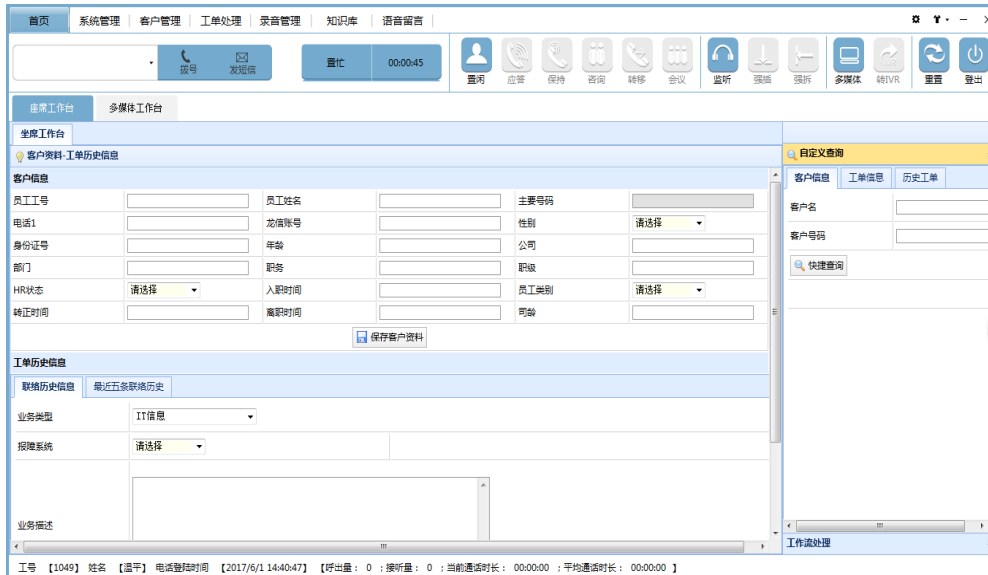 首页 系统管理 客户管理 工单处理 录音管理 知识库 语音留言
拨号 发短信 置忙 00:00:45 置闲 应答 保持 咨询 转移 会议 监听 强插 强拆 多媒体 转IVR 重置 登出
座席工作台 多媒体工作台
坐席工作台
客户资料-工单历史信息 自定义查询
客户信息 客户信息 工单信息 历史工单
员工工号 员工姓名 主要号码 客户名
电话1 龙信账号 性别 请选择
身份证号 年龄 公司 客户号码
部门 职务 职级 快捷查询
HR状态 请选择 入职时间 员工类别 请选择
转正时间 离职时间 司龄
保存客户资料
工单历史信息
联络历史信息 最近五条联络历史
业务类型 IT信息
报障系统 请选择
业务描述
工作流处理
工号 【1049】 姓名 【温平】 电话登陆时间 【2017/6/1 14:40:47】 【呼出量： 0 ；接听量： 0 ；当前通话时长： 00:00:00 ；平均通话时长： 00:00:00 】